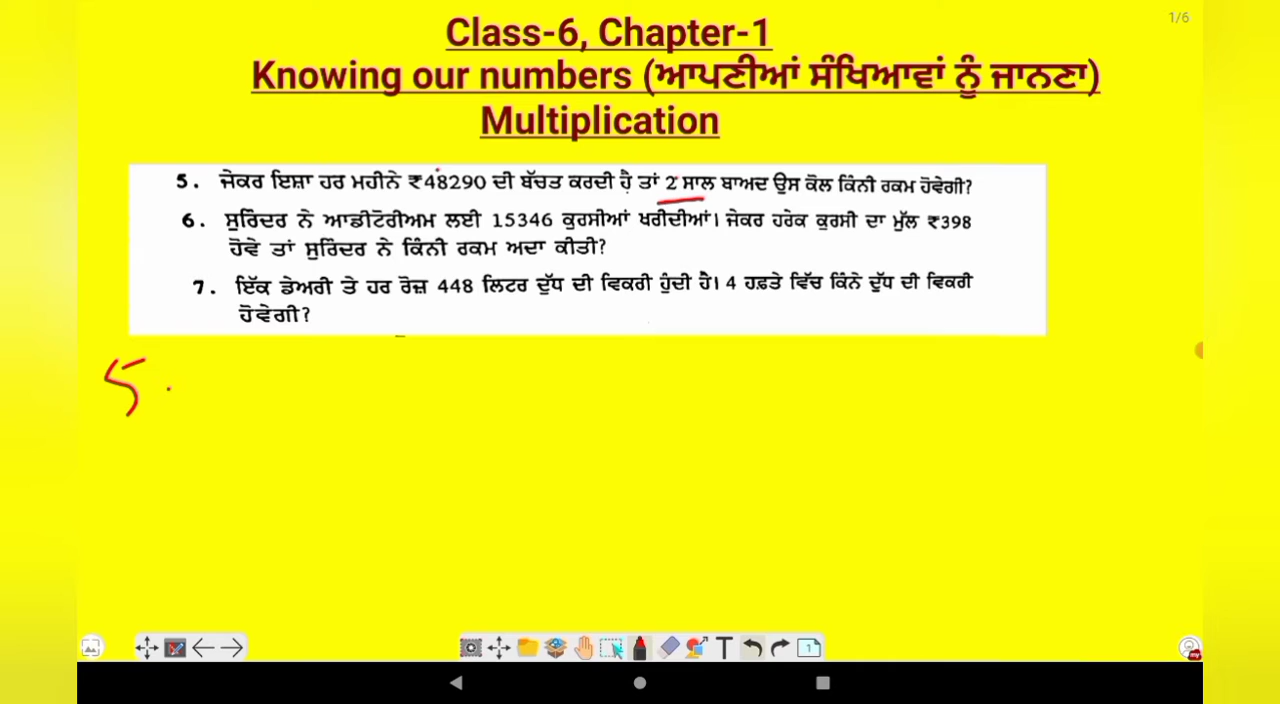 1/6
Class-6, Chapter-1
Knowing our numbers (ਆਪਣੀਆਂ ਸੰਖਿਆਵਾਂ ਨੂੰ ਜਾਨਣਾ)
Multiplication
5. ਜੇਕਰ ਇਸ਼ਾ ਹਰ ਮਹੀਨੇ ₹48290 ਦੀ ਬੱਚਤ ਕਰਦੀ ਹੈ ਤਾਂ 2 ਸਾਲ ਬਾਅਦ ਉਸ ਕੋਲ ਕਿੰਨੀ ਰਕਮ ਹੋਵੇਗੀ?
6. ਸੁਰਿੰਦਰ ਨੇ ਆਡੀਟੋਰੀਅਮ ਲਈ 15346 ਕੁਰਸੀਆਂ ਖਰੀਦੀਆਂ। ਜੇਕਰ ਹਰੇਕ ਕੁਰਸੀ ਦਾ ਮੁੱਲ ₹398
ਹੋਵੇ ਤਾਂ ਸੁਰਿੰਦਰ ਨੇ ਕਿੰਨੀ ਰਕਮ ਅਦਾ ਕੀਤੀ?
7. ਇੱਕ ਡੇਅਰੀ ਤੇ ਹਰ ਰੋਜ਼ 448 ਲਿਟਰ ਦੁੱਧ ਦੀ ਵਿਕਰੀ ਹੁੰਦੀ ਹੈ। 4 ਹਫ਼ਤੇ ਵਿੱਚ ਕਿੰਨੇ ਦੁੱਧ ਦੀ ਵਿਕਰੀ
ਹੋਵੇਗੀ?
5.
T
1